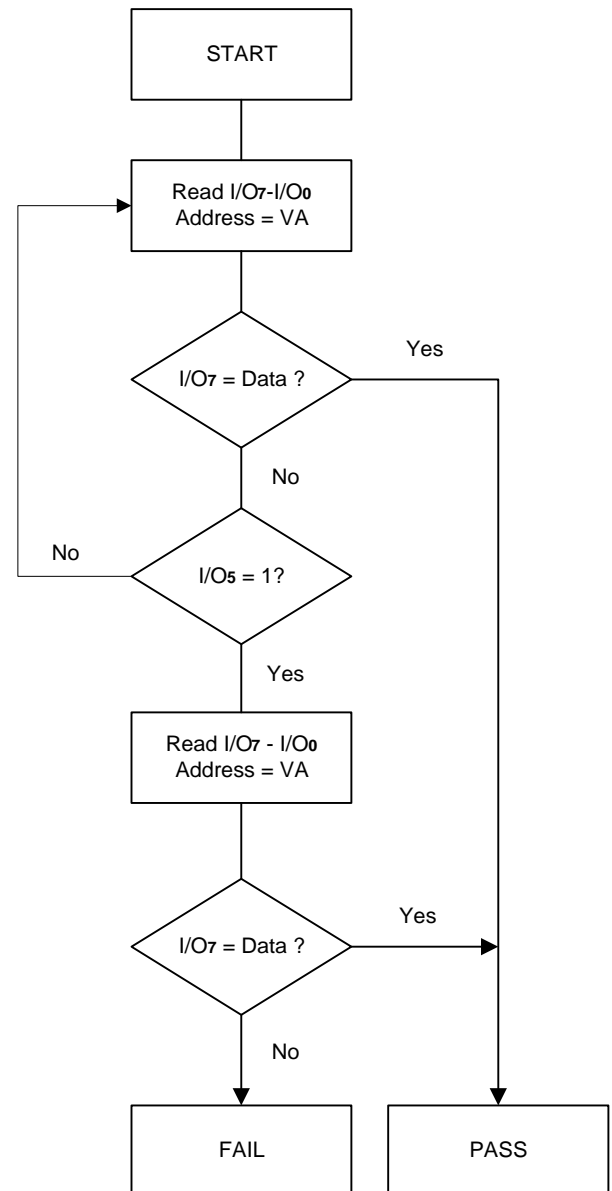 START
Read I/O7-I/O0
Address = VA
I/O7 = Data ?
Yes
No
I/O5 = 1?
No
Yes
Read I/O7 - I/O0
Address = VA
I/O7 = Data ?
Yes
No
FAIL
PASS